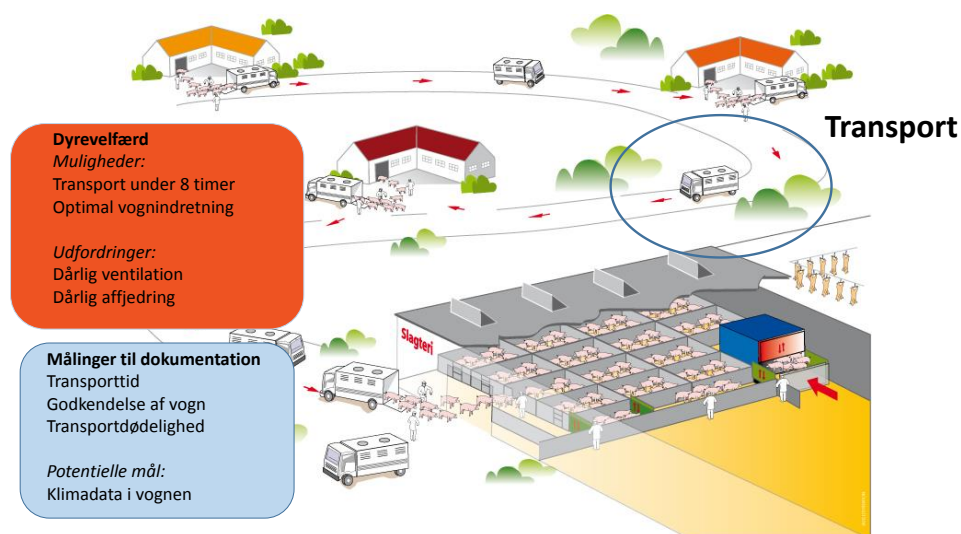 Transport
Dyrevelfærd
Muligheder:
Transport under 8 timer
Optimal vognindretning
Udfordringer:
Dårlig ventilation
Dårlig affjedring
Slagteri
Målinger til dokumentation
Transporttid
Godkendelse af vogn
Transportdødelighed
Potentielle mål:
Klimadata i vognen